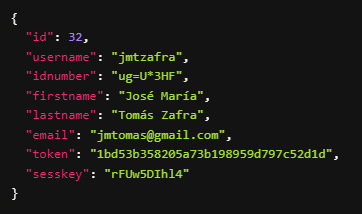 {
"id": 32,
"username": "jmtzafra",
"idnumber": "ug=U*3HF",
"firstname": "José María",
"lastname": "Tomás Zafra",
"email": "jmtomas@gmail.com",
"token": "1bd53b358205a73b198959d797c52d1d",
"sesskey": "rFUw5DIhl4"
}